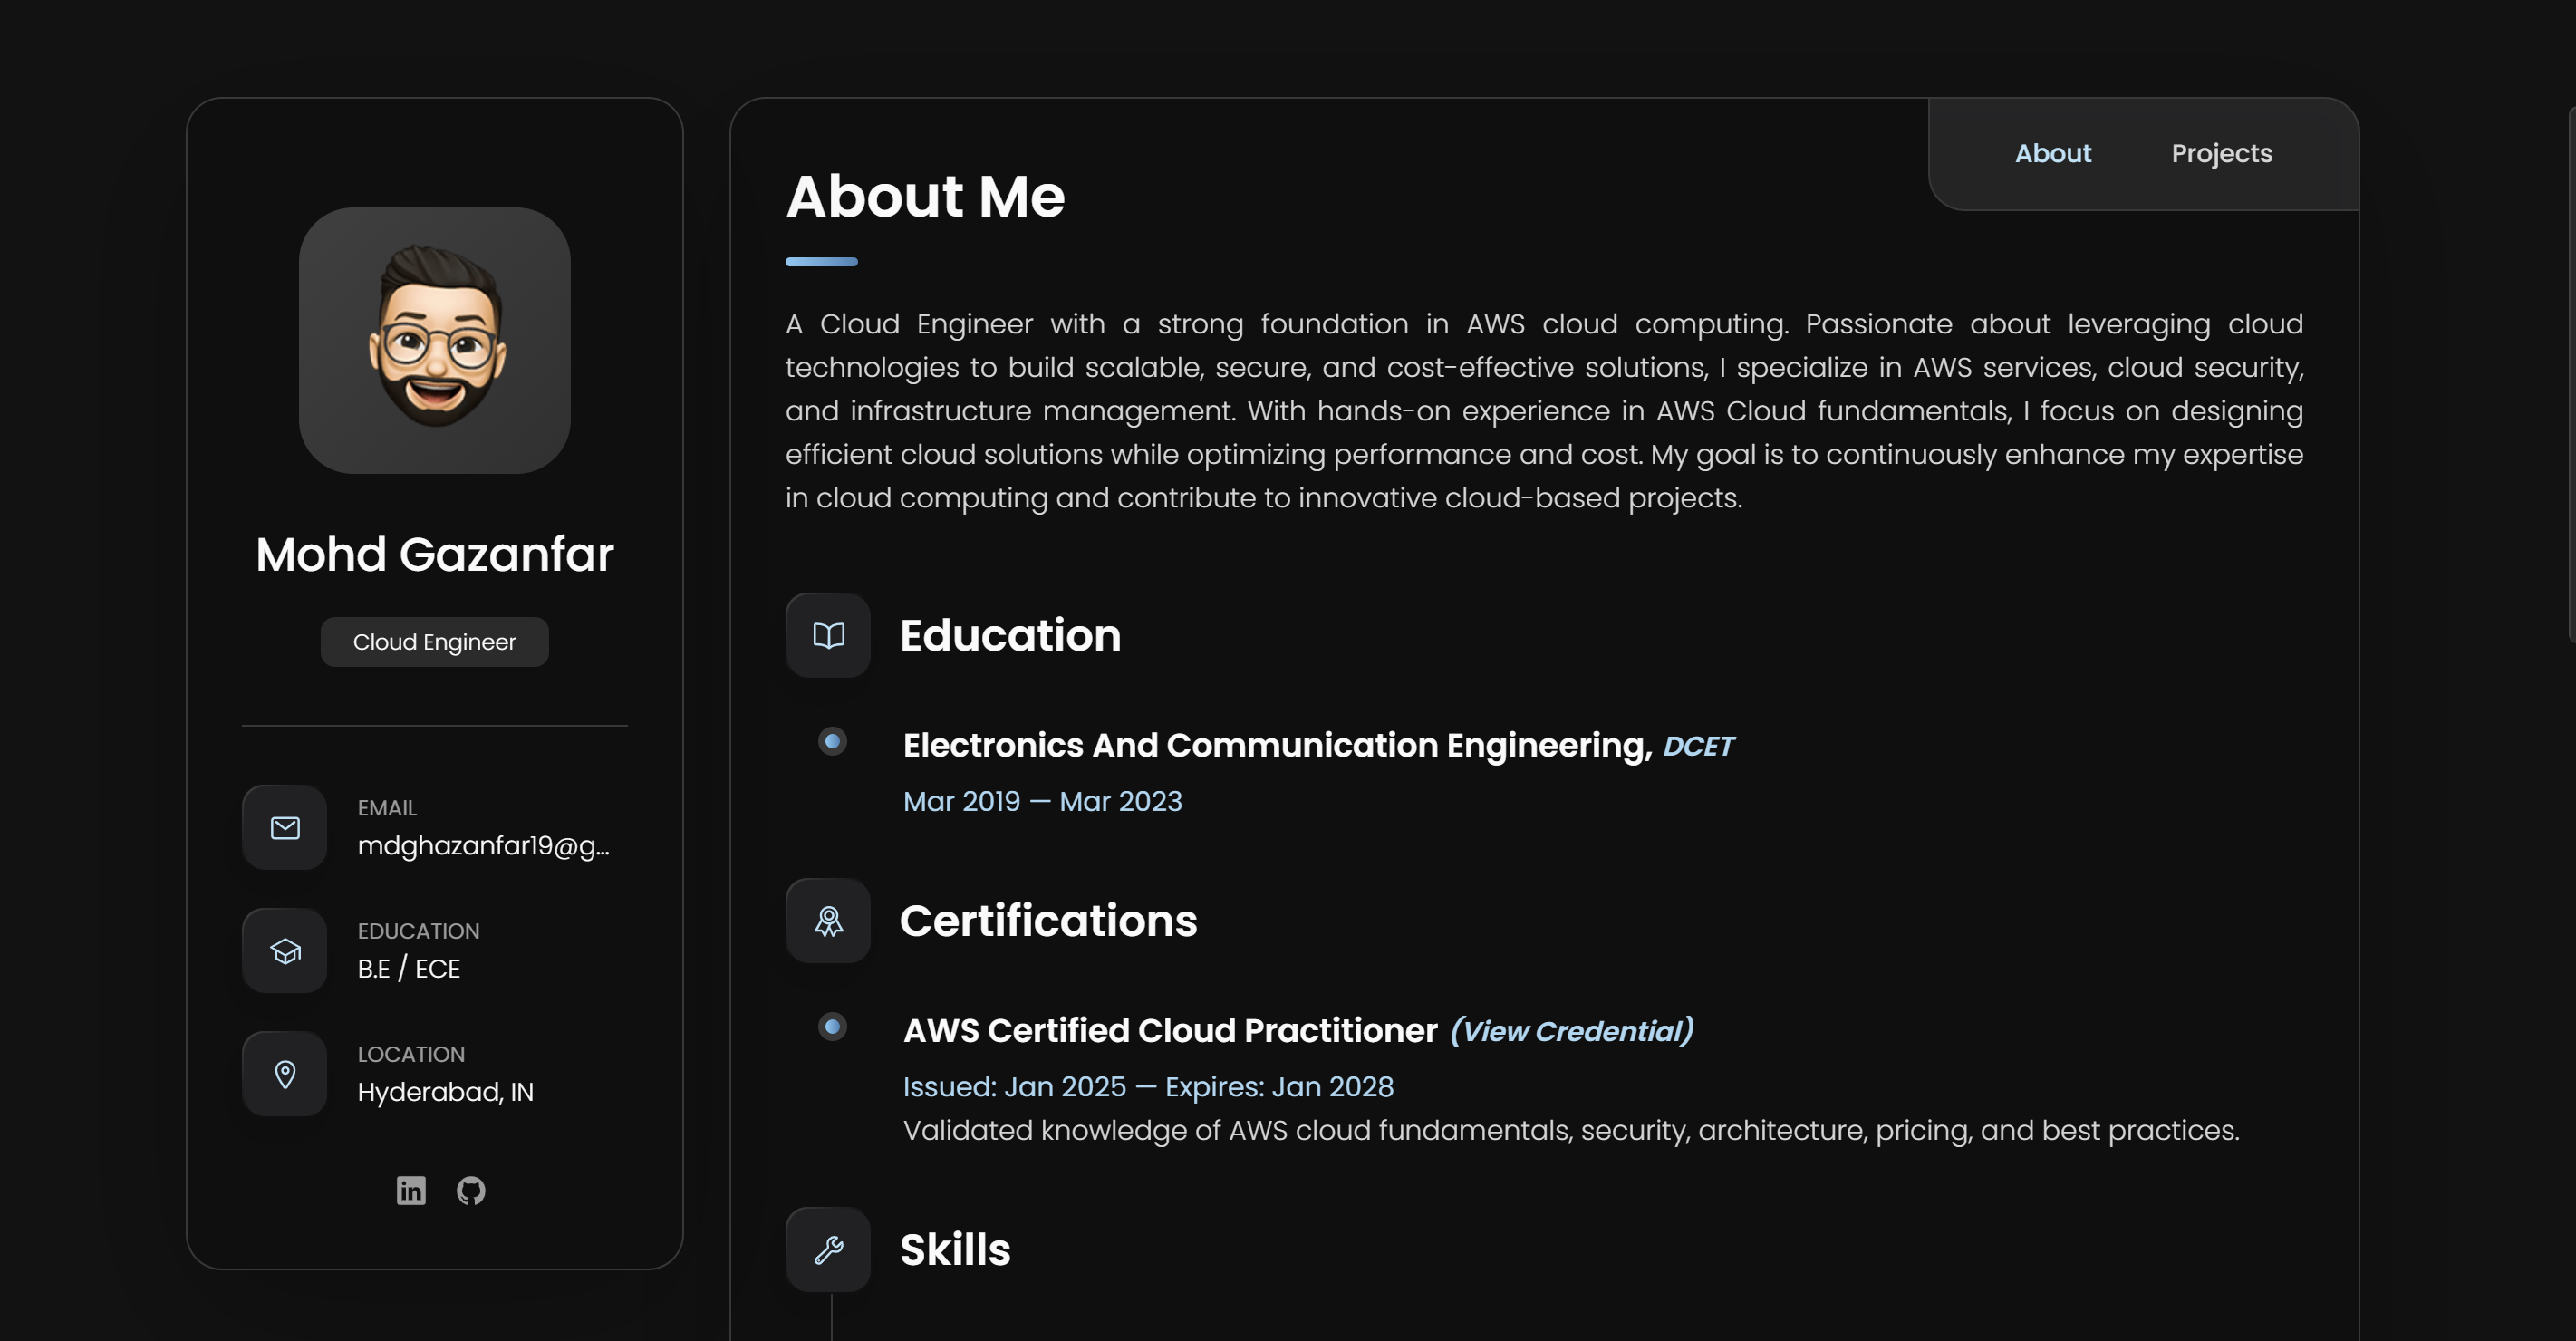 Mohd Gazanfar
Cloud Engineer
EMAIL
mdghazanfar19@g...
EDUCATION
B.E / ECE
LOCATION
Hyderabad, IN
in
About
Projects
About Me
A Cloud Engineer with a strong foundation in AWS cloud computing. Passionate about leveraging cloud
technologies to build scalable, secure, and cost-effective solutions, I specialize in AWS services, cloud security,
and infrastructure management. With hands-on experience in AWS Cloud fundamentals, I focus on designing
efficient cloud solutions while optimizing performance and cost. My goal is to continuously enhance my expertise
in cloud computing and contribute to innovative cloud-based projects.
Education
Electronics And Communication Engineering, DCET
Mar 2019 — Mar 2023
Certifications
AWS Certified Cloud Practitioner (View Credential)
Issued: Jan 2025 — Expires: Jan 2028
Validated knowledge of AWS cloud fundamentals, security, architecture, pricing, and best practices.
Skills